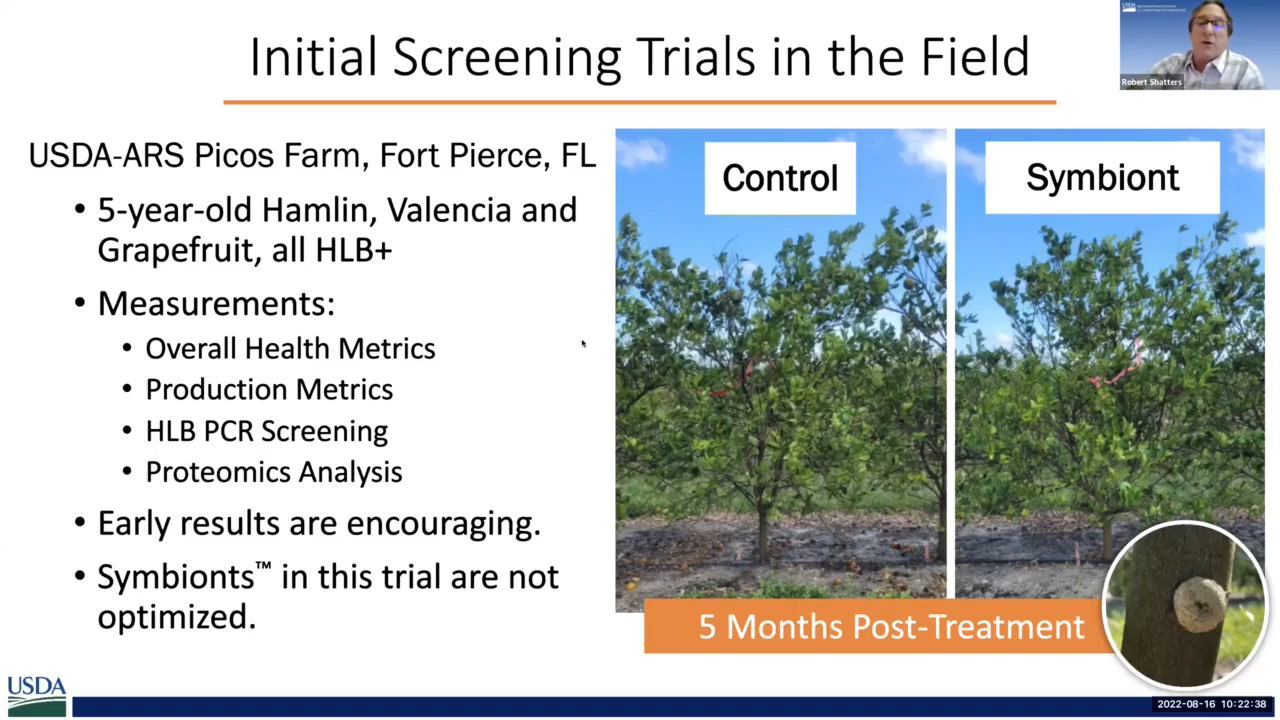 Initial Screening Trials in the Field
Robert Shatters
USDA-ARS Picos Farm, Fort Pierce, FL
• 5-year-old Hamlin, Valencia and
Grapefruit, all HLB+
• Measurements:
• Overall Health Metrics
• Production Metrics
• HLB PCR Screening
• Proteomics Analysis
• Early results are encouraging.
• Symbionts™ in this trial are not
optimized.
Control
Symbiont
5 Months Post-Treatment
USDA
2022-08-16 10:22:38